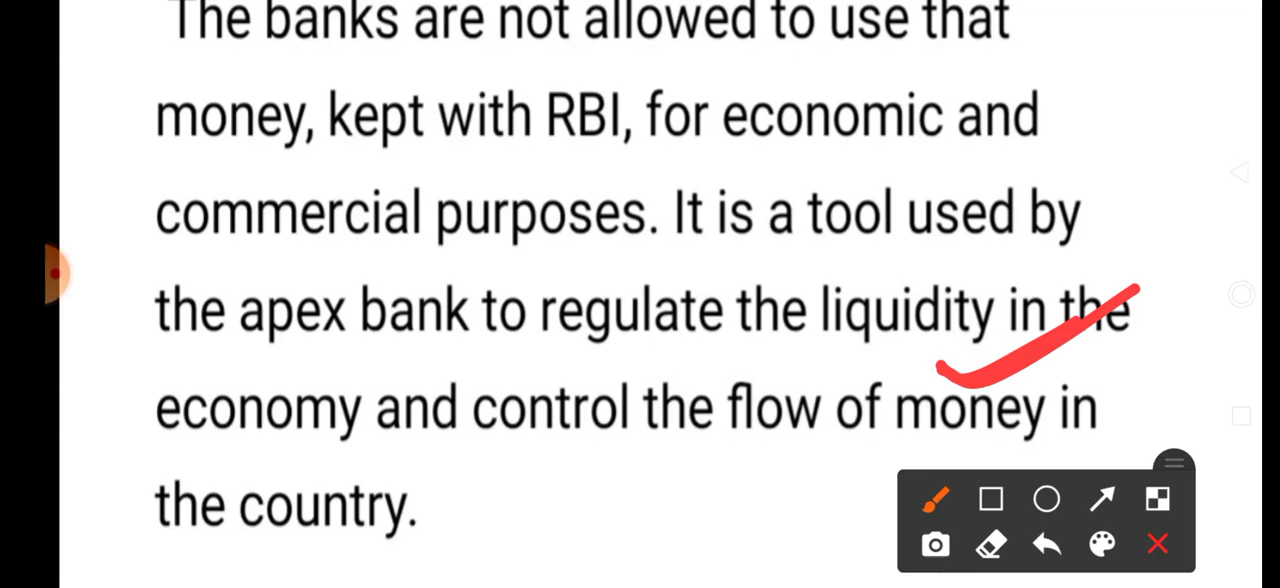 The banks are not allowed to use that
money, kept with RBI, for economic and
commercial purposes. It is a tool used by
the apex bank to regulate the liquidity in the
economy and control the flow of money in
the country.